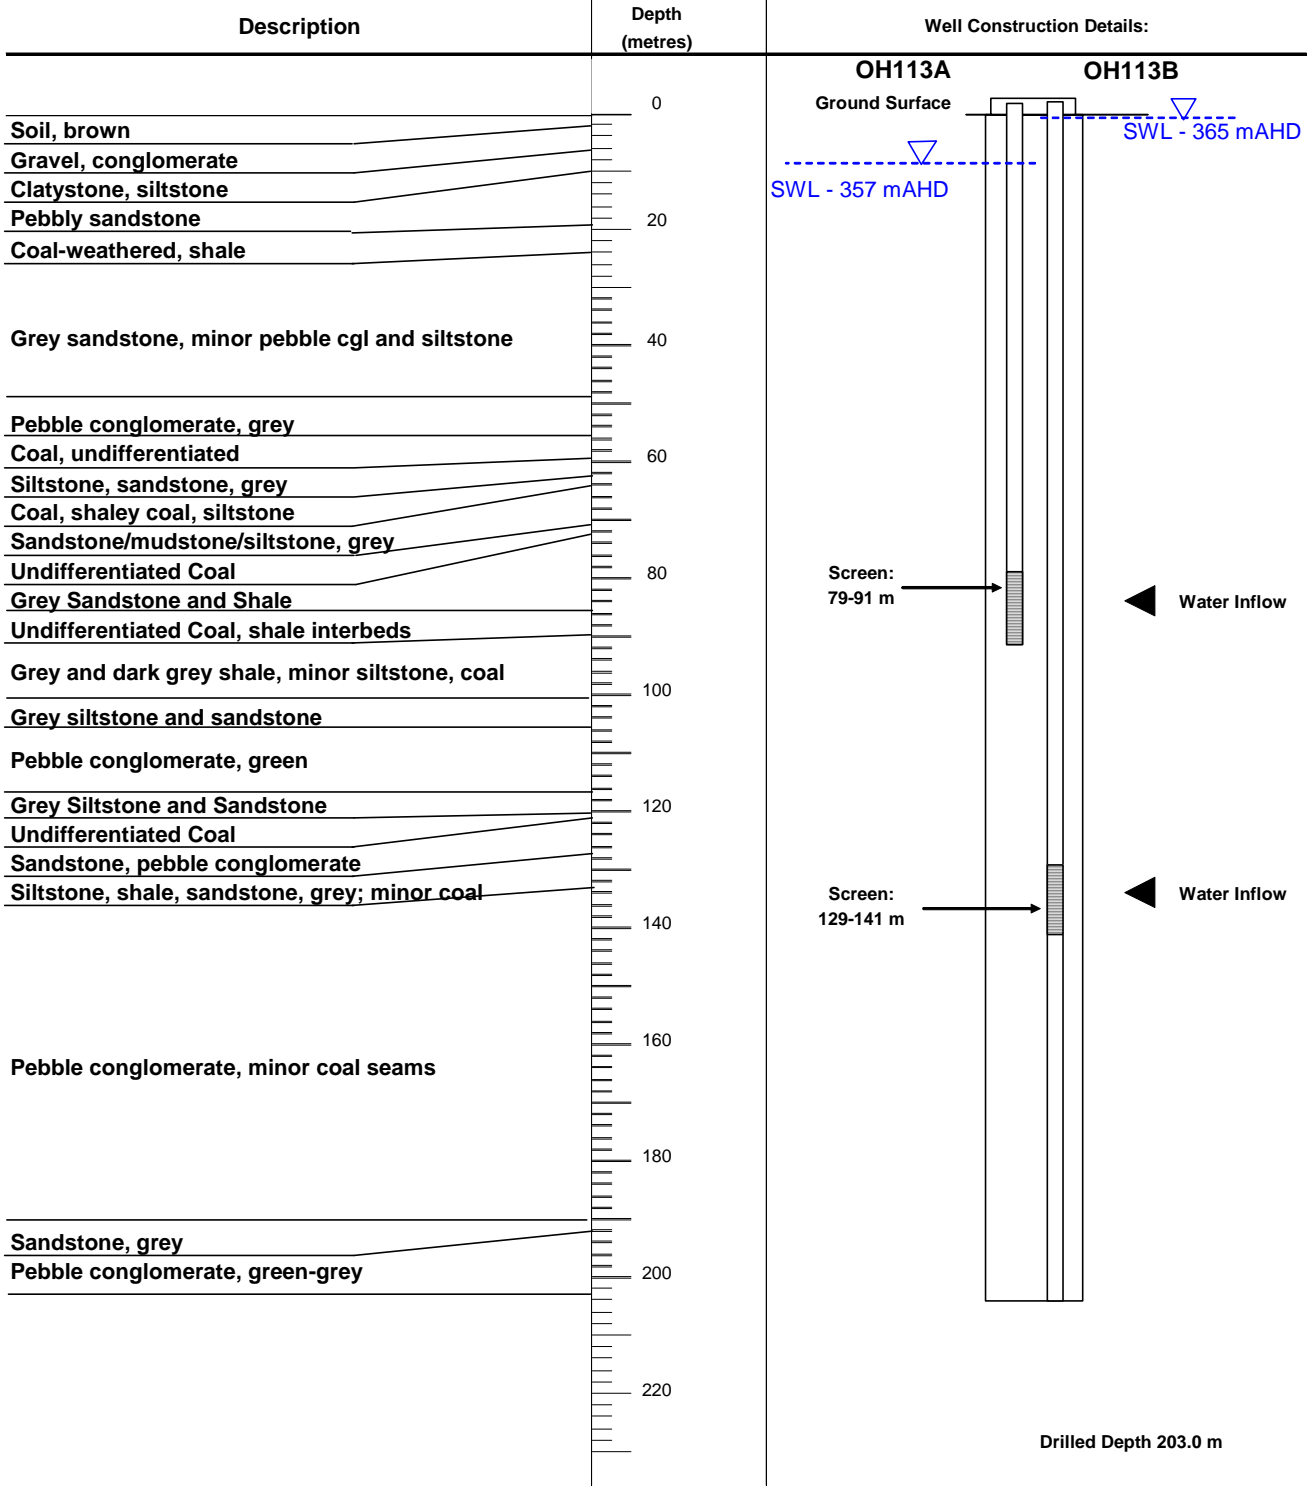 Description
Depth
(metres)
Well Construction Details:
OH113A
OH113B
Ground Surface
SWL - 365 mAHD
SWL - 357 mAHD
0
Soil, brown
Gravel, conglomerate
Clatystone, siltstone
Pebbly sandstone
20
Coal-weathered, shale
Grey sandstone, minor pebble cgl and siltstone
40
Pebble conglomerate, grey
Coal, undifferentiated
60
Siltstone, sandstone, grey
Coal, shaley coal, siltstone
Sandstone/mudstone/siltstone, grey
Undifferentiated Coal
80
Screen:
79-91 m
Water Inflow
Grey Sandstone and Shale
Undifferentiated Coal, shale interbeds
Grey and dark grey shale, minor siltstone, coal
100
Grey siltstone and sandstone
Pebble conglomerate, green
Grey Siltstone and Sandstone
120
Undifferentiated Coal
Sandstone, pebble conglomerate
Siltstone, shale, sandstone, grey; minor coal
Screen:
129-141 m
Water Inflow
140
160
Pebble conglomerate, minor coal seams
180
Sandstone, grey
Pebble conglomerate, green-grey
200
220
Drilled Depth 203.0 m